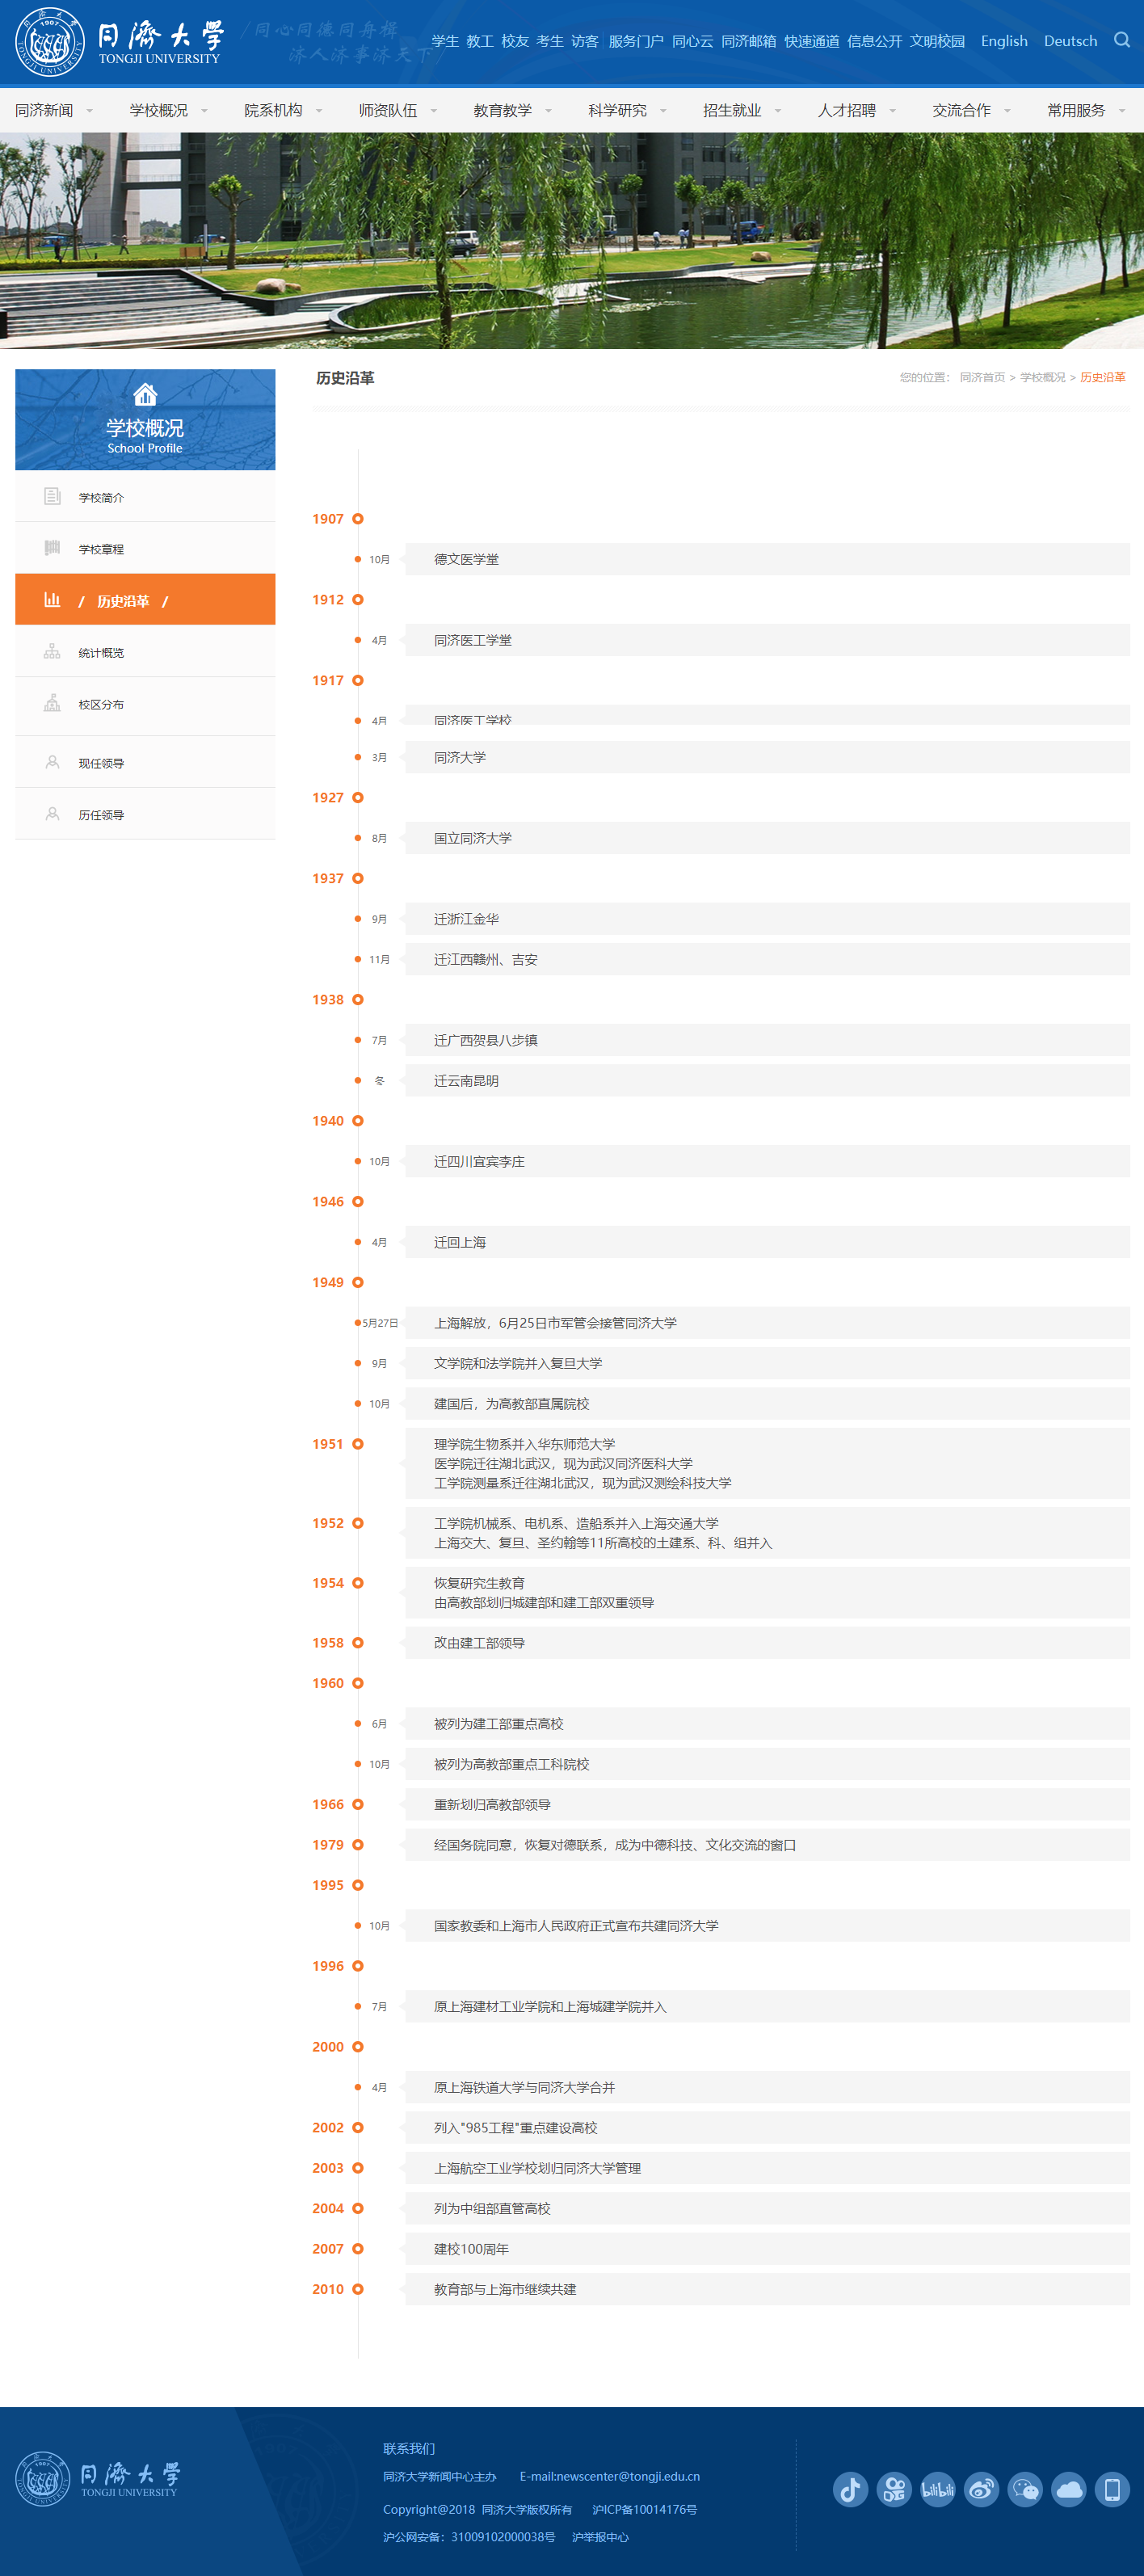 同濟大學
TONGJI UNIVERSITY
同心同德同舟楫
济人济事济天下
学生 教工 校友 考生 访客 服务门户 同心云 同济邮箱 快速通道 信息公开 文明校园 English Deutsch
同济新闻 学校概况 院系机构 师资队伍 教育教学 科学研究 招生就业 人才招聘 交流合作 常用服务
学校概况
School Profile
学校简介
学校章程
/ 历史沿革 /
统计概览
校区分布
现任领导
历任领导
历史沿革
您的位置： 同济首页 > 学校概况 > 历史沿革
1907
10月 德文医学堂
1912
4月 同济医工学堂
1917
4月 同济医工学校
3月 同济大学
1927
8月 国立同济大学
1937
9月 迁浙江金华
11月 迁江西赣州、吉安
1938
7月 迁广西贺县八步镇
冬 迁云南昆明
1940
10月 迁四川宜宾李庄
1946
4月 迁回上海
1949
5月27日 上海解放，6月25日市军管会接管同济大学
9月 文学院和法学院并入复旦大学
10月 建国后，为高教部直属院校
1951 理学院生物系并入华东师范大学
医学院迁往湖北武汉，现为武汉同济医科大学
工学院测量系迁往湖北武汉，现为武汉测绘科技大学
1952 工学院机械系、电机系、造船系并入上海交通大学
上海交大、复旦、圣约翰等11所高校的土建系、科、组并入
1954 恢复研究生教育
由高教部划归城建部和建工部双重领导
1958 改由建工部领导
1960
6月 被列为建工部重点高校
10月 被列为高教部重点工科院校
1966 重新划归高教部领导
1979 经国务院同意，恢复对德联系，成为中德科技、文化交流的窗口
1995
10月 国家教委和上海市人民政府正式宣布共建同济大学
1996
7月 原上海建材工业学院和上海城建学院并入
2000
4月 原上海铁道大学与同济大学合并
2002 列入"985工程"重点建设高校
2003 上海航空工业学校划归同济大学管理
2004 列为中组部直管高校
2007 建校100周年
2010 教育部与上海市继续共建
同濟大學
TONGJI UNIVERSITY
联系我们
同济大学新闻中心主办 E-mail:newscenter@tongji.edu.cn
Copyright@2018 同济大学版权所有 沪ICP备10014176号
沪公网安备：31009102000038号 沪举报中心
bilibili